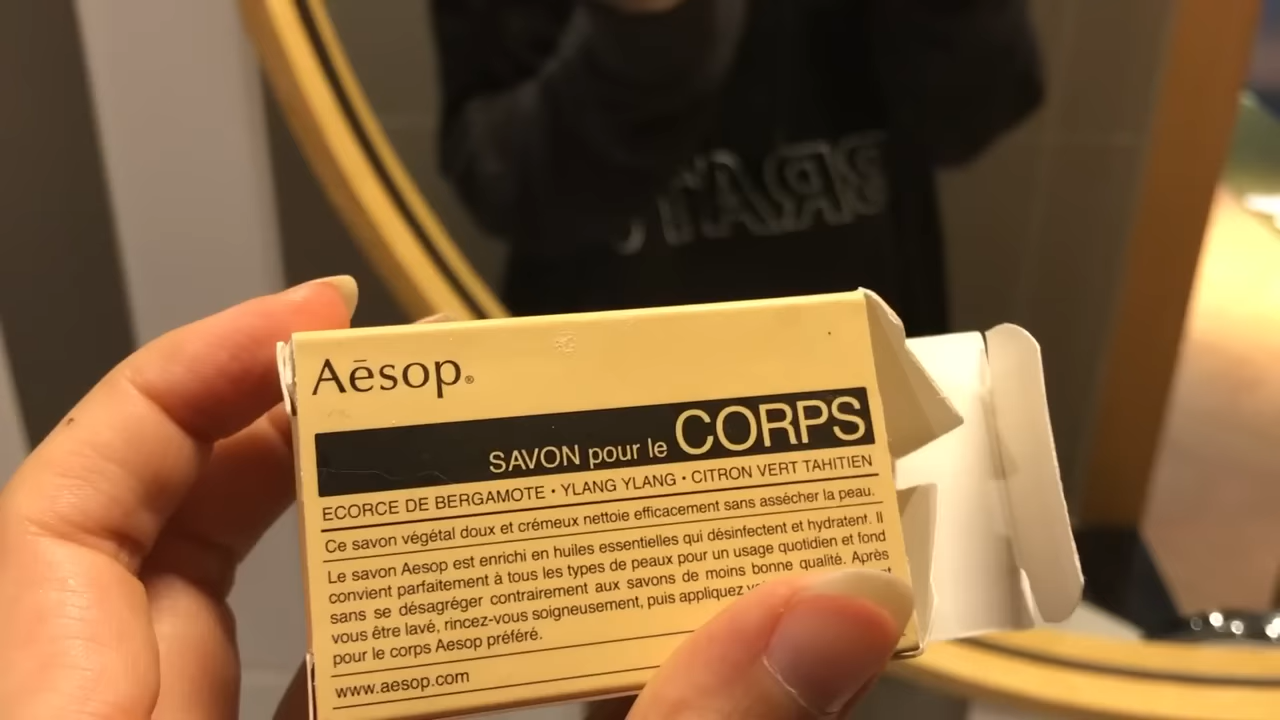 Aēsop®
SAVON pour le CORPS
ECORCE DE BERGAMOTE • YLANG YLANG • CITRON VERT TAHITIEN
Ce savon végétal doux et crémeux nettoie efficacement sans assécher la peau.
Le savon Aesop est enrichi en huiles essentielles qui désinfectent et hydratent. Il
convient parfaitement à tous les types de peaux pour un usage quotidien et fond
sans se désagréger contrairement aux savons de moins bonne qualité. Après
vous être lavé, rincez-vous soigneusement, puis appliquez
pour le corps Aesop préféré.
www.aesop.com